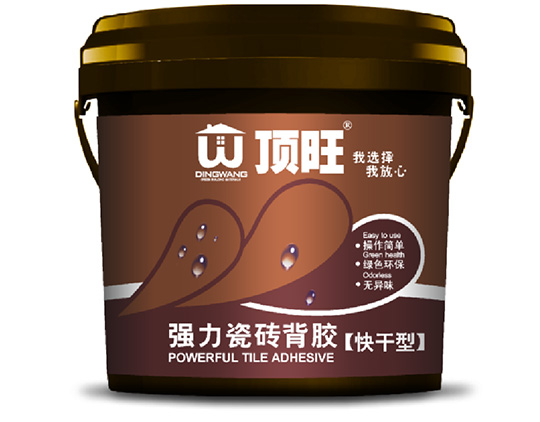 顶旺®
DINGWANG
我选择
我放心
Easy to use
•操作简单
Green health
•绿色环保
Odorless
•无异味
强力瓷砖背胶【快干型】
POWERFUL TILE ADHESIVE